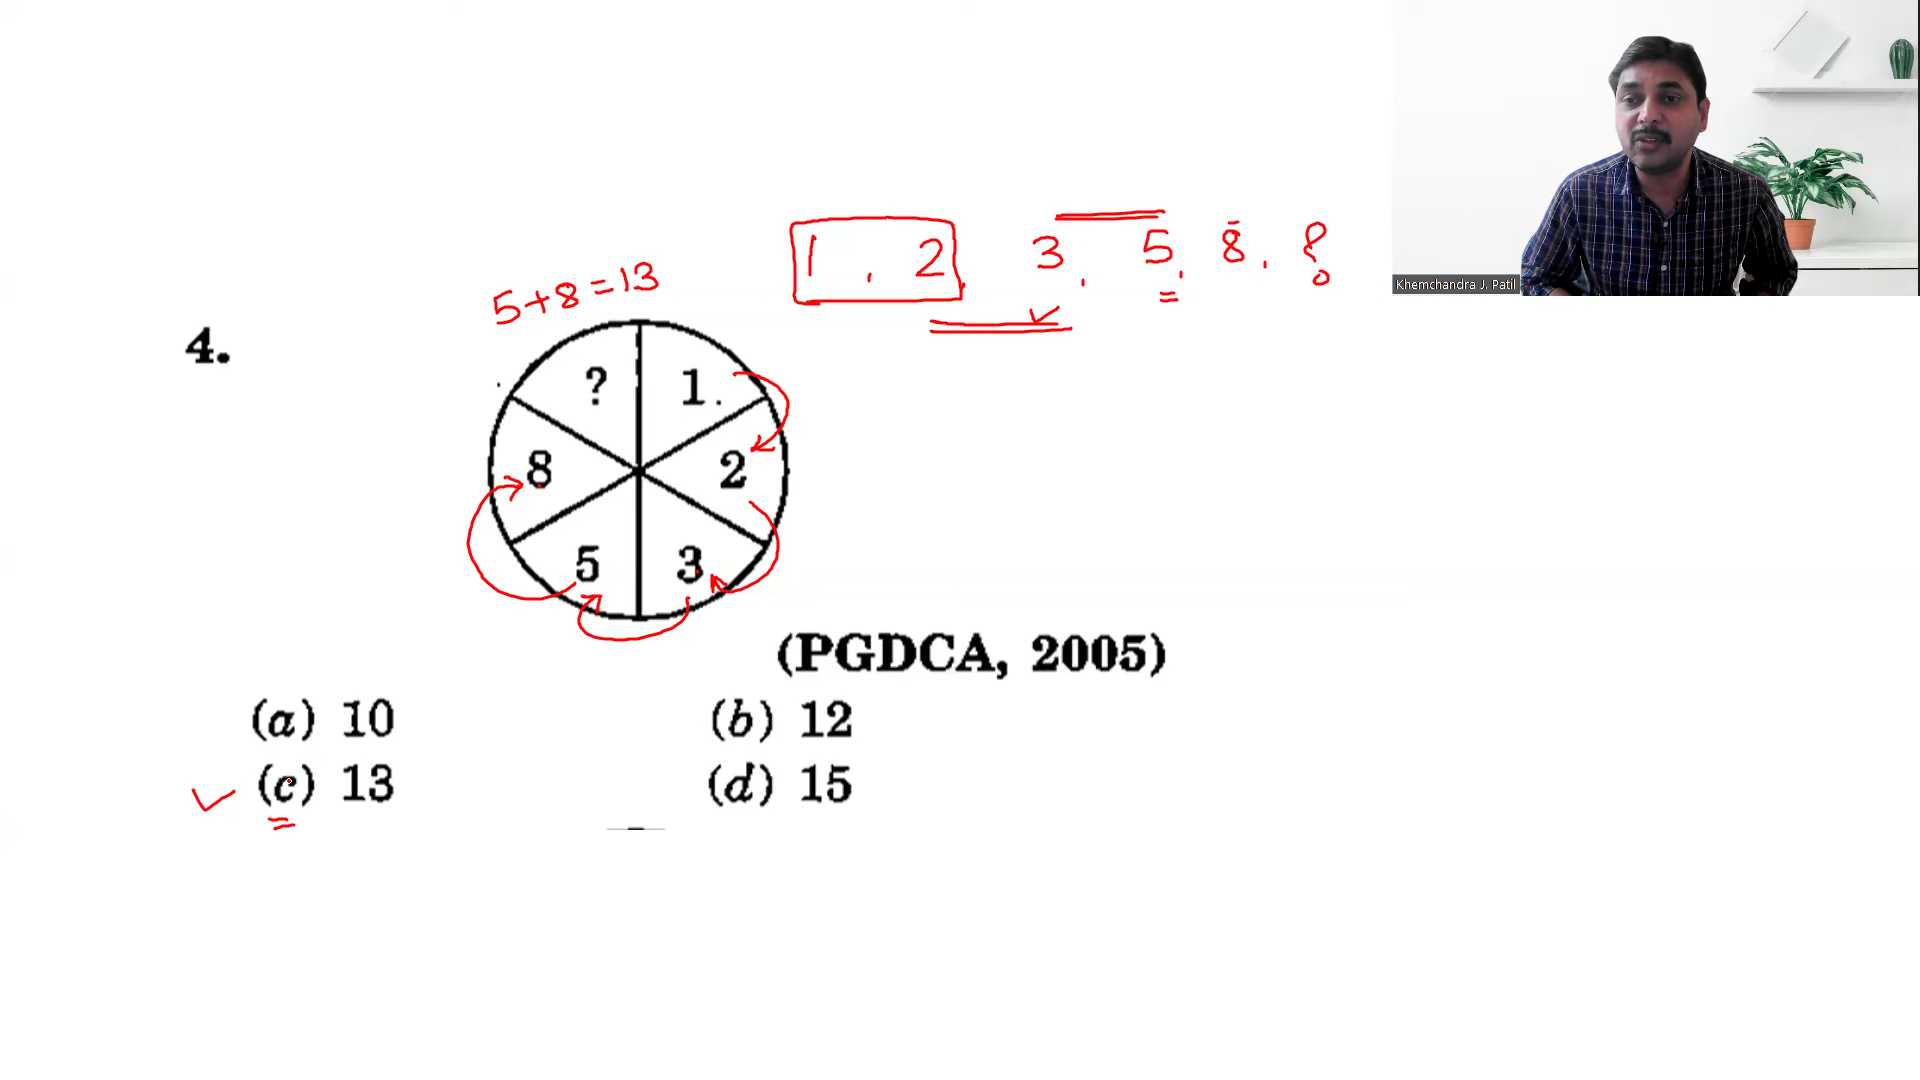 1 , 2, 3, 5, 8, ?
Khemchandra J. Patil
5+8=13
4.
? 1
8 2
5 3
(PGDCA, 2005)
(a) 10 (b) 12
(c) 13 (d) 15